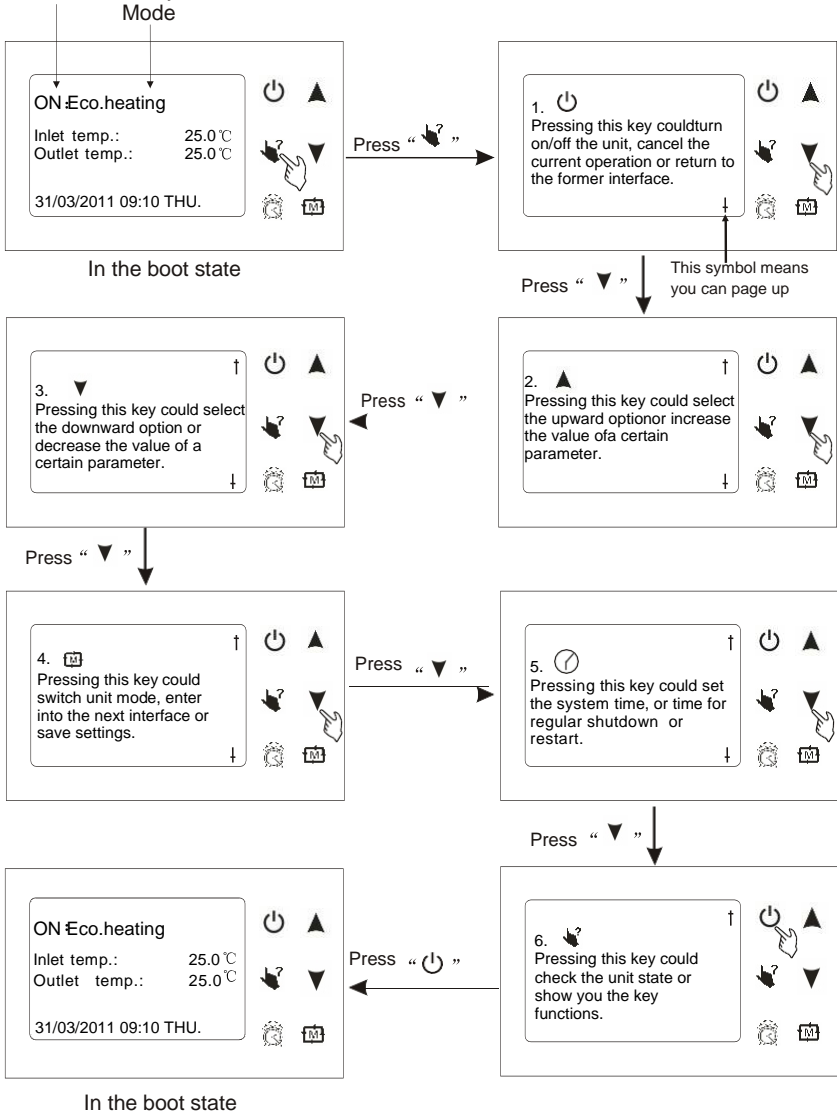 Mode
ON:Eco.heating
Inlet temp.: 25.0℃
Outlet temp.: 25.0℃
31/03/2011 09:10 THU.
M
In the boot state
Press “ ? ”
1.
Pressing this key couldturn
on/off the unit, cancel the
current operation or return to
the former interface.
M
This symbol means
you can page up
Press “ ▼ ”
2. ▲
Pressing this key could select
the upward optionor increase
the value ofa certain
parameter.
M
Press “ ▼ ”
3. ▼
Pressing this key could select
the downward option or
decrease the value of a
certain parameter.
M
Press “ ▼ ”
4. M
Pressing this key could
switch unit mode, enter
into the next interface or
save settings.
M
Press “ ▼ ”
5.
Pressing this key could set
the system time, or time for
regular shutdown or
restart.
M
Press “ ▼ ”
6. ?
Pressing this key could
check the unit state or
show you the key
functions.
M
Press “⏻ ”
ON:Eco.heating
Inlet temp.: 25.0℃
Outlet temp.: 25.0℃
31/03/2011 09:10 THU.
M
In the boot state